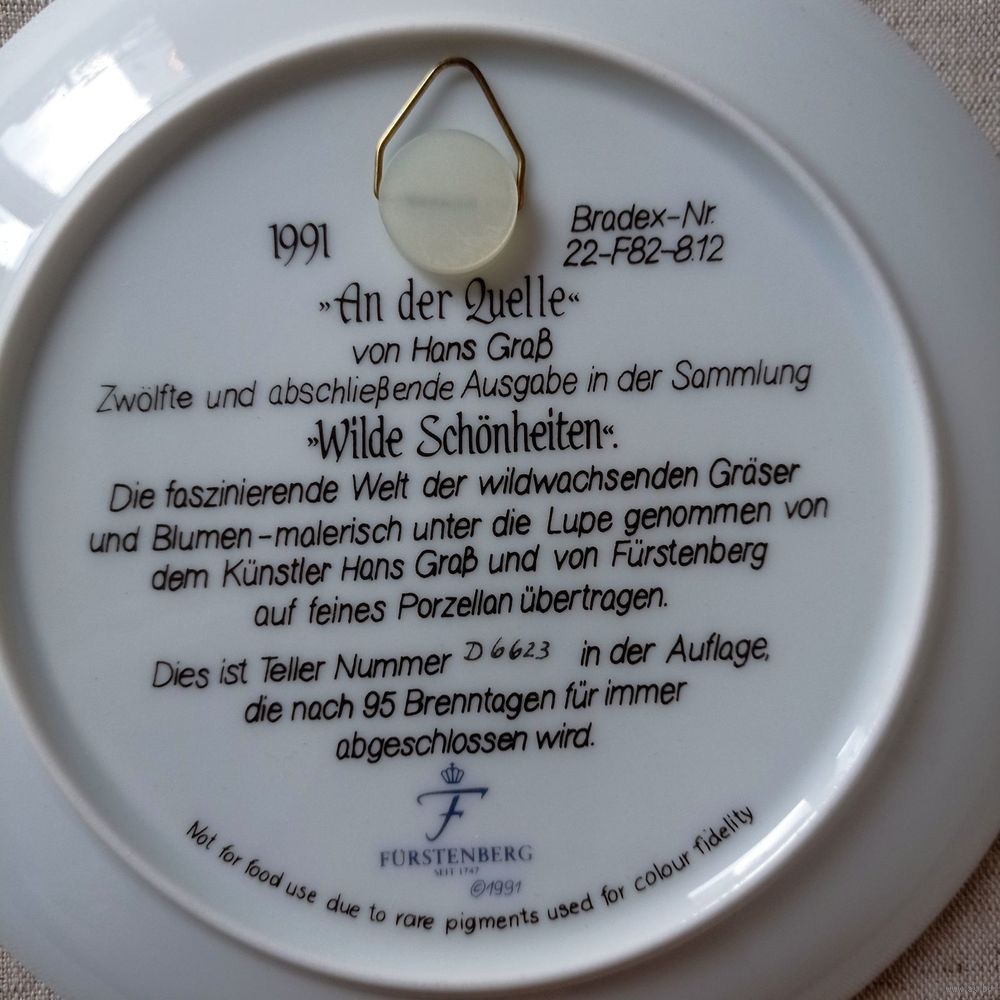 1991
Bradex-Nr.
22-F82-8.12
»An der Quelle«
von Hans Graß
Zwölfte und abschließende Ausgabe in der Sammlung
»Wilde Schönheiten«.
Die faszinierende Welt der wildwachsenden Gräser
und Blumen - malerisch unter die Lupe genommen von
dem Künstler Hans Graß und von Fürstenberg
auf feines Porzellan übertragen.
Dies ist Teller Nummer D6623 in der Auflage,
die nach 95 Brenntagen für immer
abgeschlossen wird.
F
FÜRSTENBERG
SEIT 1747
©1991
Not for food use due to rare pigments used for colour fidelity